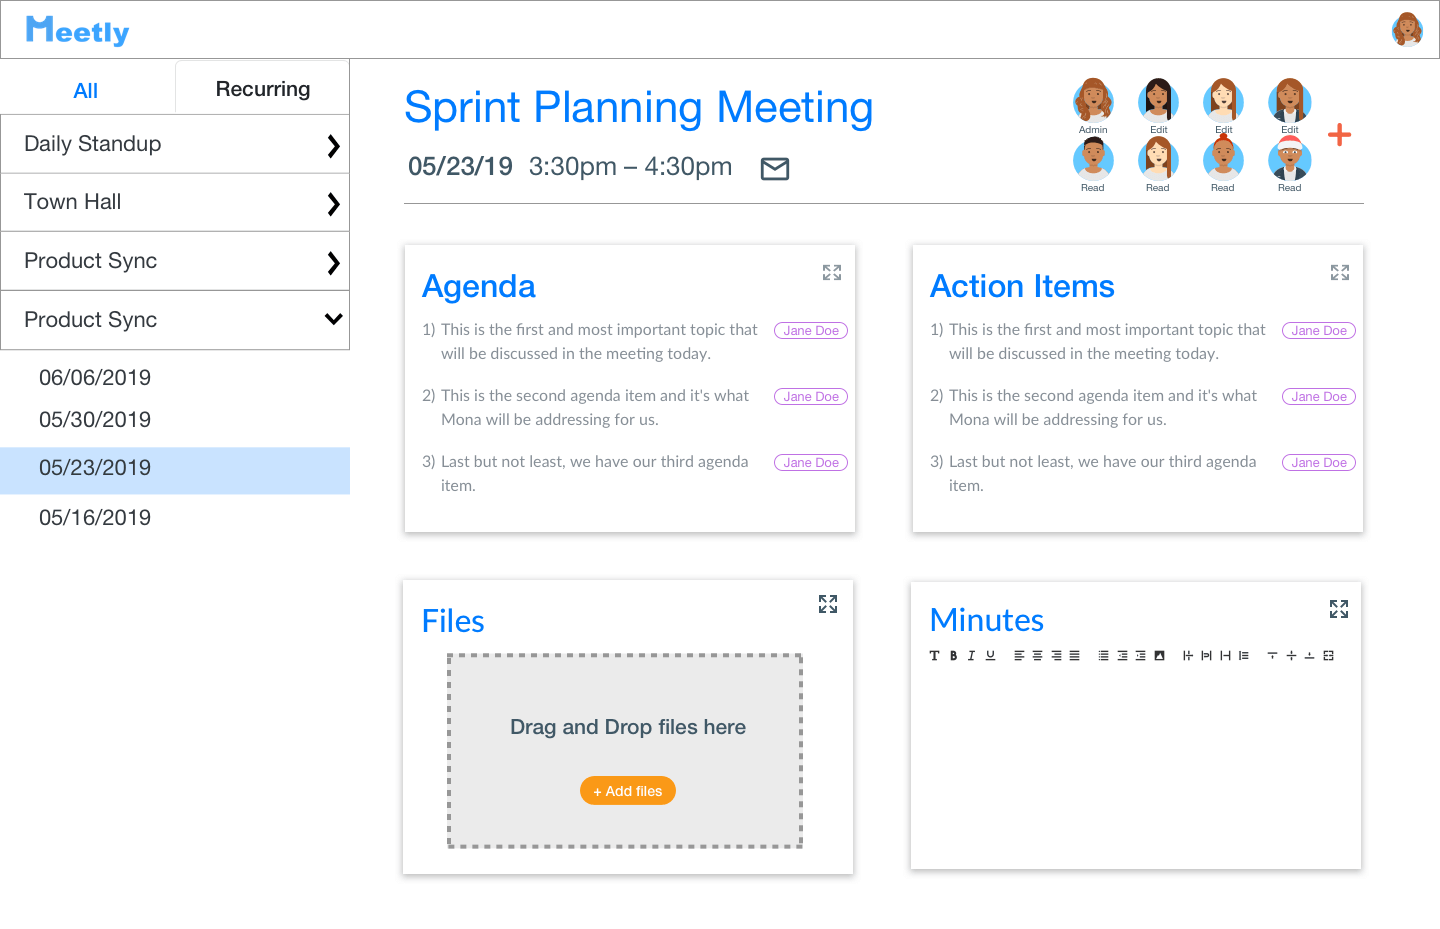 Meetly
All
Recurring
Daily Standup
Town Hall
Product Sync
Product Sync
06/06/2019
05/30/2019
05/23/2019
05/16/2019
Sprint Planning Meeting
05/23/19 3:30pm – 4:30pm
Admin Edit Edit Edit
Read Read Read Read
Agenda
1) This is the first and most important topic that
will be discussed in the meeting today.
Jane Doe
2) This is the second agenda item and it's what
Mona will be addressing for us.
Jane Doe
3) Last but not least, we have our third agenda
item.
Jane Doe
Action Items
1) This is the first and most important topic that
will be discussed in the meeting today.
Jane Doe
2) This is the second agenda item and it's what
Mona will be addressing for us.
Jane Doe
3) Last but not least, we have our third agenda
item.
Jane Doe
Files
Drag and Drop files here
+ Add files
Minutes
T B I U